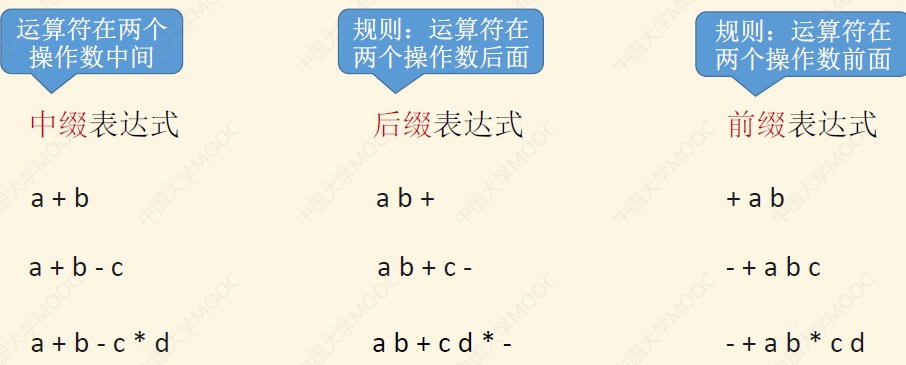 运算符在两个
操作数中间
规则：运算符在
两个操作数后面
规则：运算符在
两个操作数前面
中缀表达式
后缀表达式
前缀表达式
a + b
a b +
+ a b
a + b - c
a b + c -
- + a b c
a + b - c * d
a b + c d * -
- + a b * c d
中国大学MOOC